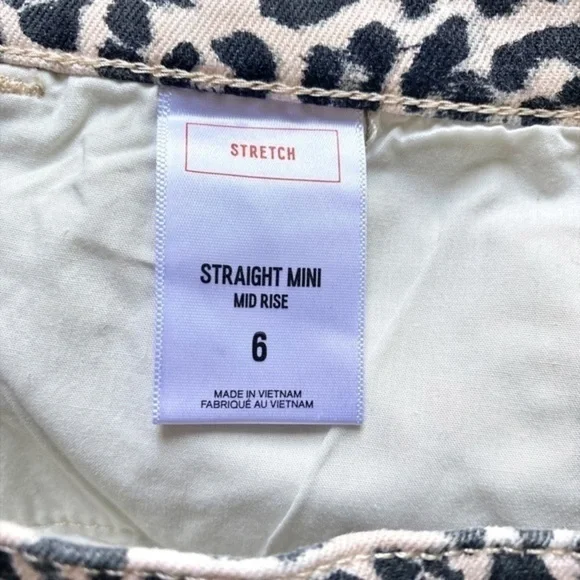 STRETCH
STRAIGHT MINI
MID RISE
6
MADE IN VIETNAM
FABRIQUÉ AU VIETNAM